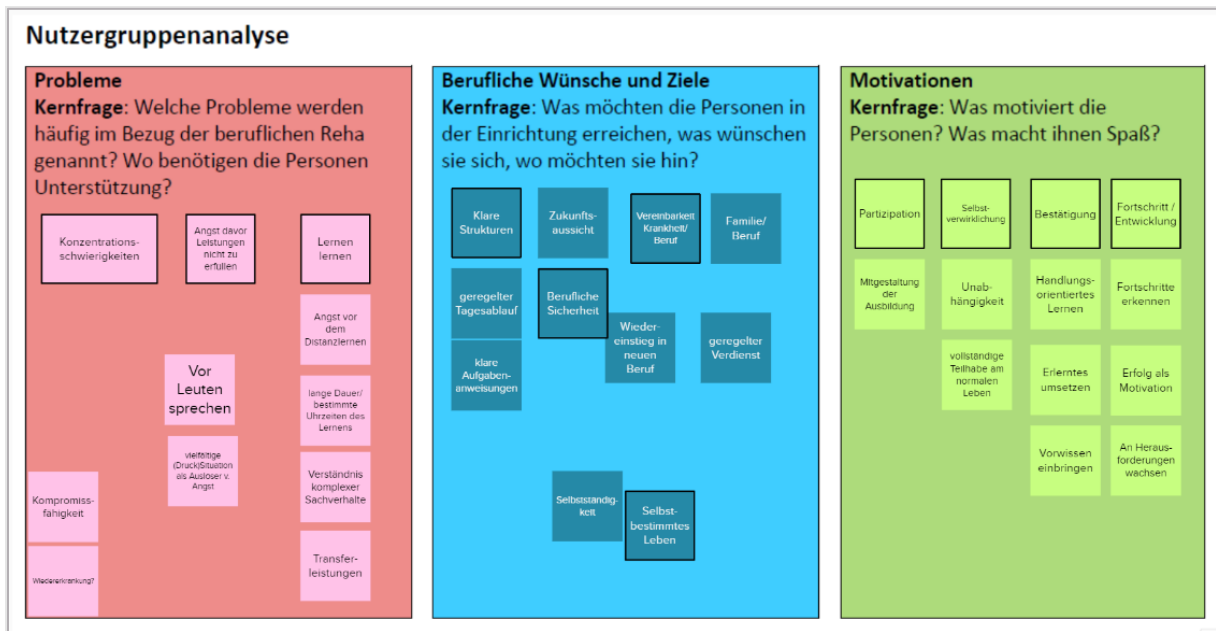 Nutzergruppenanalyse
Probleme
Kernfrage: Welche Probleme werden
häufig im Bezug der beruflichen Reha
genannt? Wo benötigen die Personen
Unterstützung?
Konzentrations-
schwierigkeiten
Angst davor
Leistungen
nicht zu
erfüllen
Lernen
lernen
Angst vor
dem
Distanzlernen
Vor
Leuten
sprechen
lange Dauer/
bestimmte
Uhrzeiten des
Lernens
vielfältige
(Druck)Situation
als Auslöser v.
Angst
Verständnis
komplexer
Sachverhalte
Kompromiss-
fähigkeit
Transfer-
leistungen
Wiedererkrankung?
Berufliche Wünsche und Ziele
Kernfrage: Was möchten die Personen in
der Einrichtung erreichen, was wünschen
sie sich, wo möchten sie hin?
Klare
Strukturen
Zukunfts-
aussicht
Vereinbarkeit
Krankheit/
Beruf
Familie/
Beruf
geregelter
Tagesablauf
Berufliche
Sicherheit
Wieder-
einstieg in
neuen
Beruf
geregelter
Verdienst
klare
Aufgaben-
anweisungen
Selbstständig-
keit
Selbst-
bestimmtes
Leben
Motivationen
Kernfrage: Was motiviert die
Personen? Was macht ihnen Spaß?
Partizipation
Selbst-
verwirklichung
Bestätigung
Fortschritt /
Entwicklung
Mitgestaltung
der
Ausbildung
Unab-
hängigkeit
Handlungs-
orientiertes
Lernen
Fortschritte
erkennen
vollständige
Teilhabe am
normalen
Leben
Erlerntes
umsetzen
Erfolg als
Motivation
Vorwissen
einbringen
An Heraus-
forderungen
wachsen